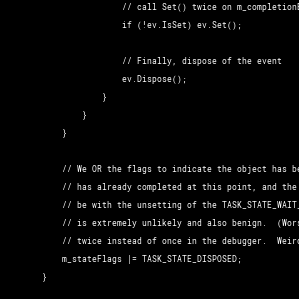 // call Set() twice on m_completionE
if (!ev.IsSet) ev.Set();
// Finally, dispose of the event
ev.Dispose();
}
}
}
// We OR the flags to indicate the object has be
// has already completed at this point, and the
// be with the unsetting of the TASK_STATE_WAIT_
// is extremely unlikely and also benign.  (Wors
// twice instead of once in the debugger.  Weird
m_stateFlags |= TASK_STATE_DISPOSED;
}